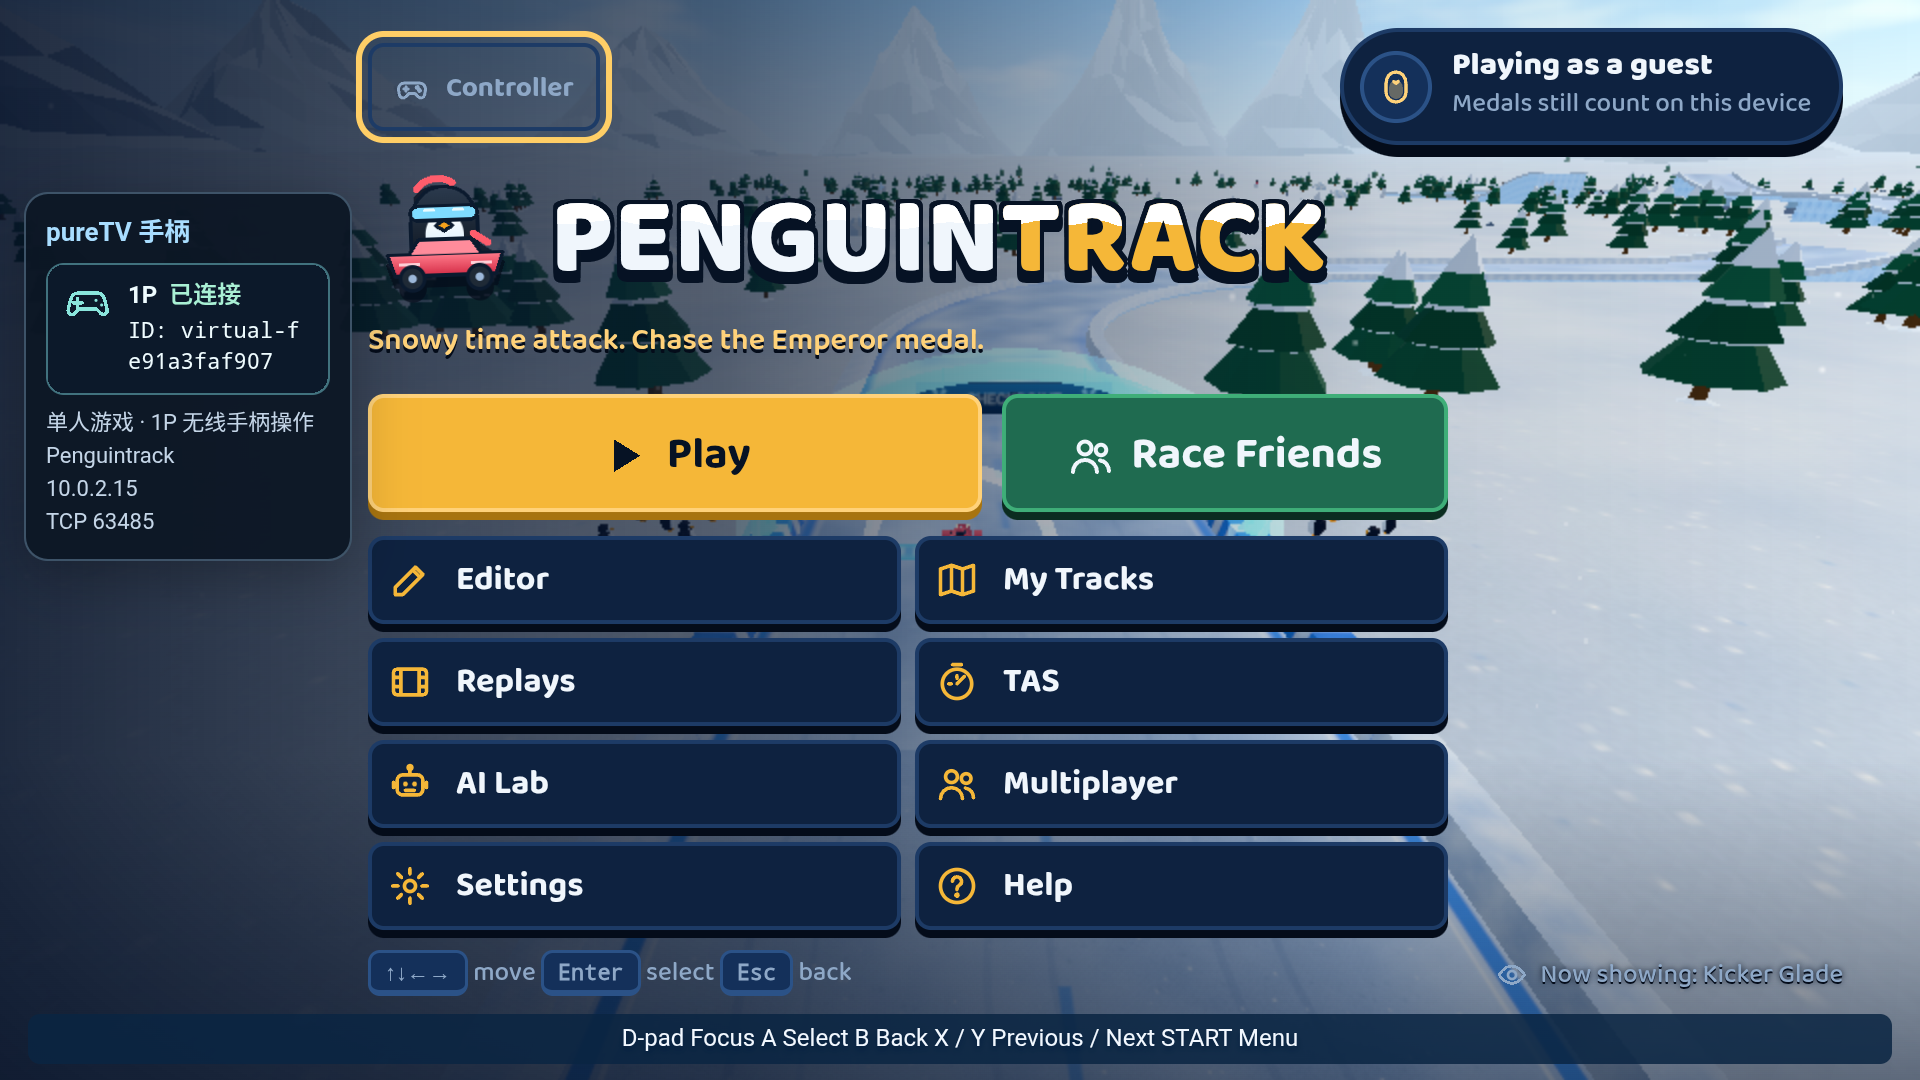 Controller
Playing as a guest
Medals still count on this device
pureTV 手柄
1P 已连接
ID: virtual-f
e91a3faf907
单人游戏 · 1P 无线手柄操作
Penguintrack
10.0.2.15
TCP 63485
PENGUINTRACK
Snowy time attack. Chase the Emperor medal.
Play
Race Friends
Editor
My Tracks
Replays
TAS
AI Lab
Multiplayer
Settings
Help
↑↓←→ move Enter select Esc back
Now showing: Kicker Glade
D-pad Focus A Select B Back X / Y Previous / Next START Menu